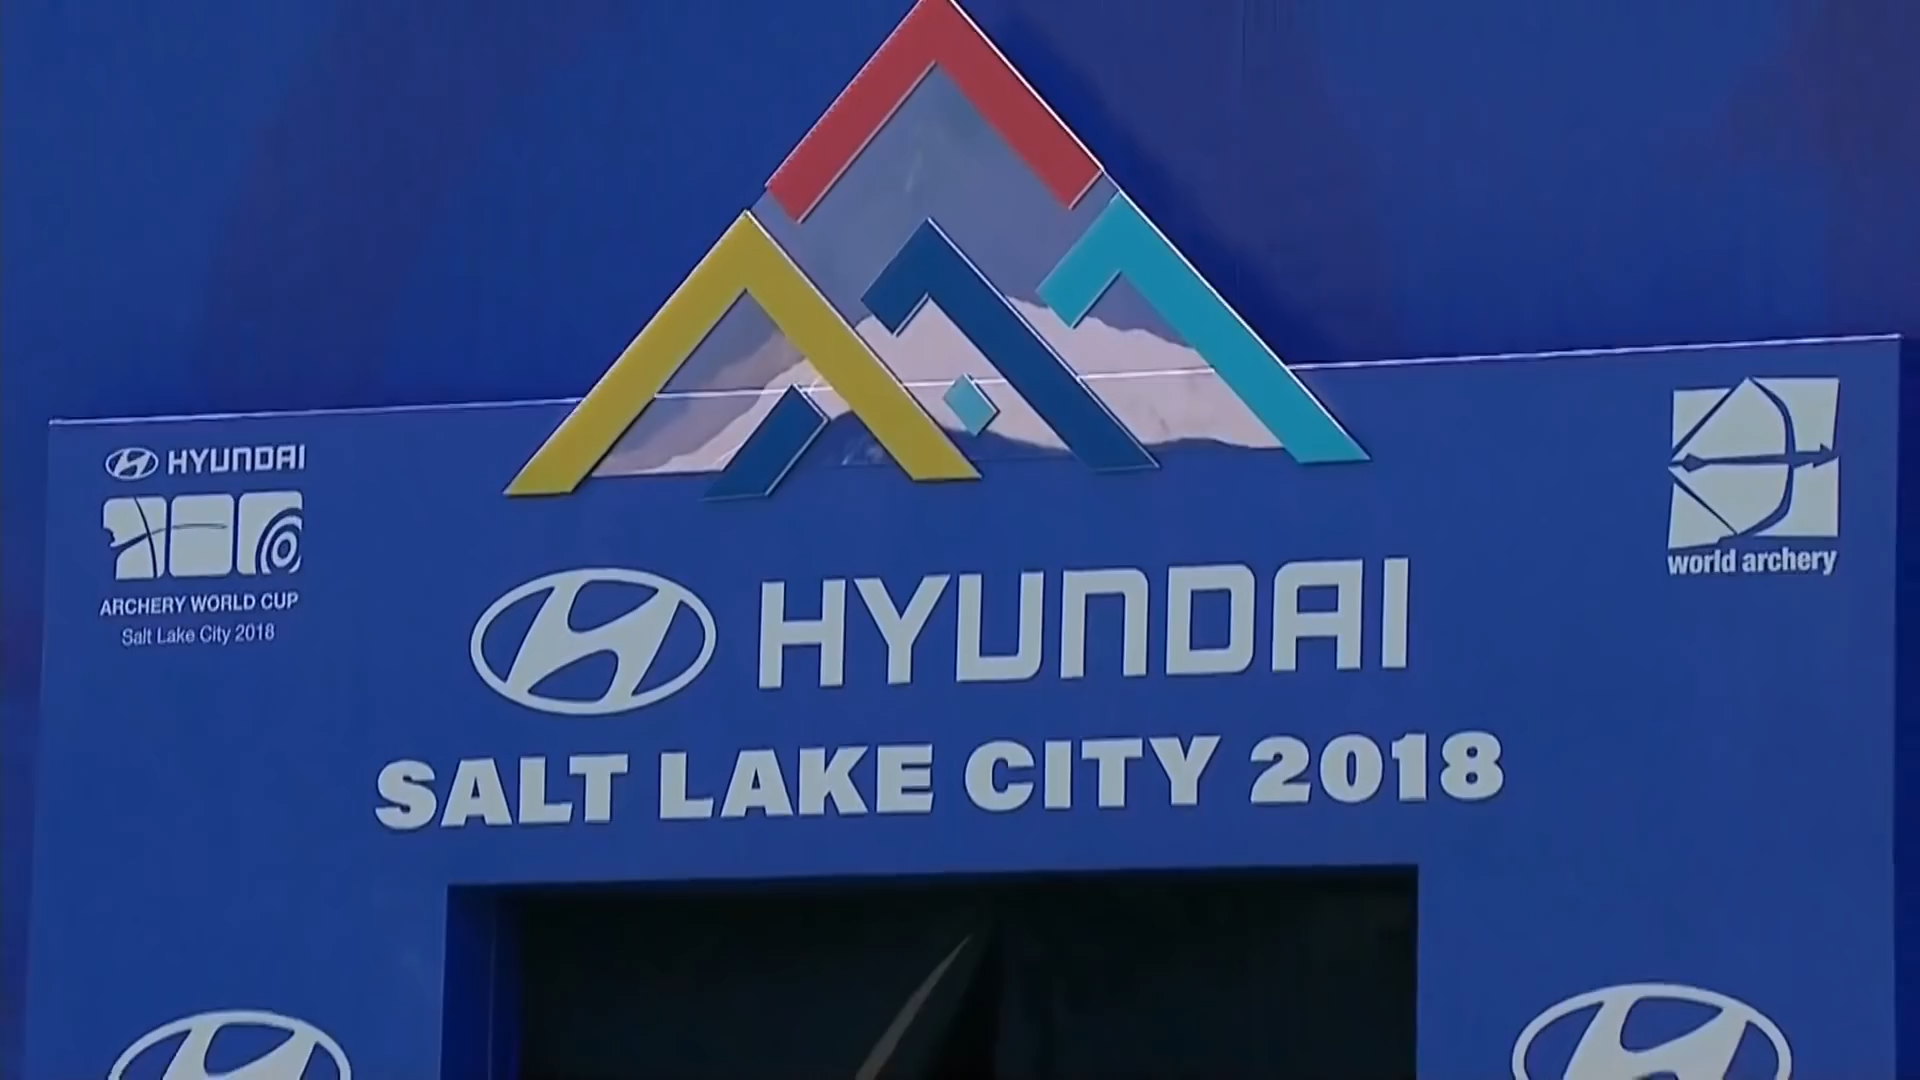 HYUNDAI
ARCHERY WORLD CUP
Salt Lake City 2018
world archery
HYUNDAI
SALT LAKE CITY 2018